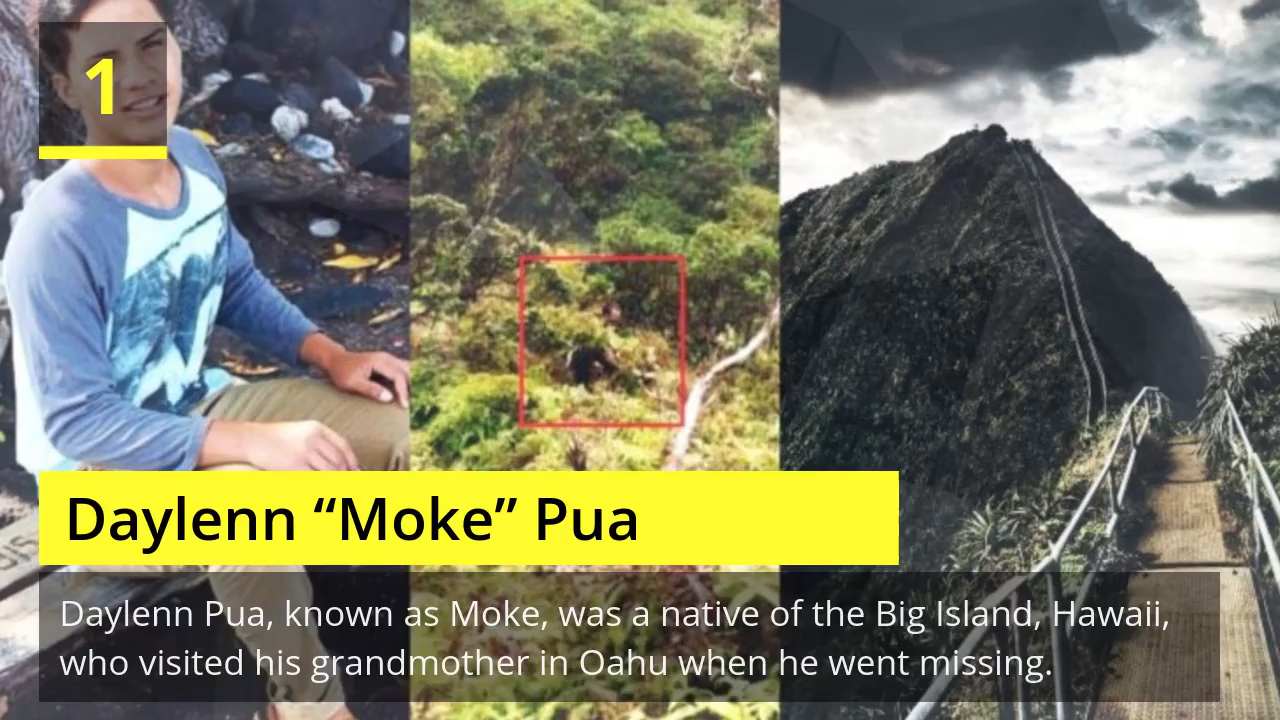 1
Daylenn “Moke” Pua
Daylenn Pua, known as Moke, was a native of the Big Island, Hawaii,
who visited his grandmother in Oahu when he went missing.